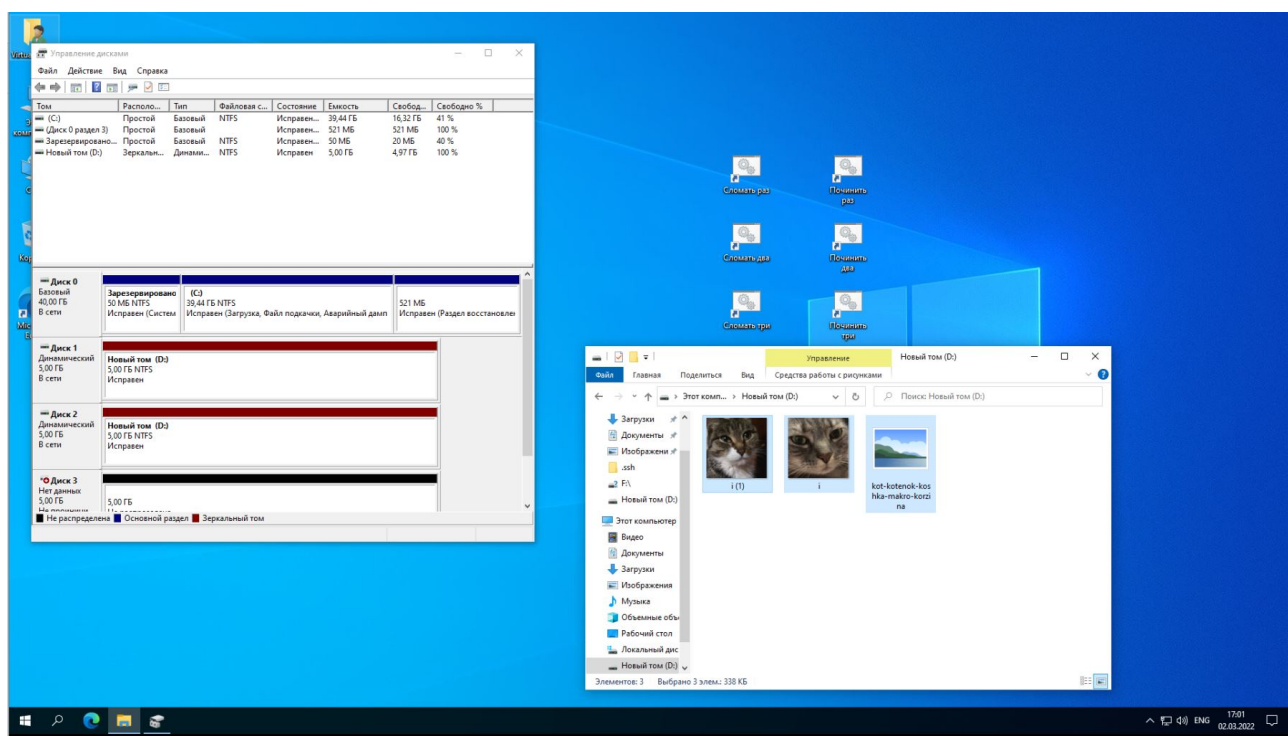 Управление дисками
Файл Действие Вид Справка
Том Располо... Тип Файловая с... Состояние Емкость Свобод... Свободно %
(C:) Простой Базовый NTFS Исправен... 39,44 ГБ 16,32 ГБ 41 %
(Диск 0 раздел 3) Простой Базовый Исправен... 521 МБ 521 МБ 100 %
Зарезервировано... Простой Базовый NTFS Исправен... 50 МБ 20 МБ 40 %
Новый том (D:) Зеркальн... Динами... NTFS Исправен 5,00 ГБ 4,97 ГБ 100 %
Диск 0
Базовый
40,00 ГБ
В сети
Зарезервировано
50 МБ NTFS
Исправен (Систем
(C:)
39,44 ГБ NTFS
Исправен (Загрузка, Файл подкачки, Аварийный дамп
521 МБ
Исправен (Раздел восстановлен
Диск 1
Динамический
5,00 ГБ
В сети
Новый том (D:)
5,00 ГБ NTFS
Исправен
Диск 2
Динамический
5,00 ГБ
В сети
Новый том (D:)
5,00 ГБ NTFS
Исправен
Диск 3
Нет данных
5,00 ГБ
5,00 ГБ
Не распределена Основной раздел Зеркальный том
Сломать раз
Починить
раз
Сломать два
Починить
два
Сломать три
Починить
три
Управление Новый том (D:)
Файл Главная Поделиться Вид Средства работы с рисунками
Этот комп... > Новый том (D:)
Поиск: Новый том (D:)
Загрузки
Документы
Изображени
.ssh
F:\
Новый том (D:)
Этот компьютер
Видео
Документы
Загрузки
Изображения
Музыка
Объемные объ
Рабочий стол
Локальный дис
Новый том (D:)
i (1)
i
kot-kotenok-kos
hka-makro-korzi
na
Элементов: 3 Выбрано 3 элем.: 338 КБ
ENG
17:01
02.03.2022